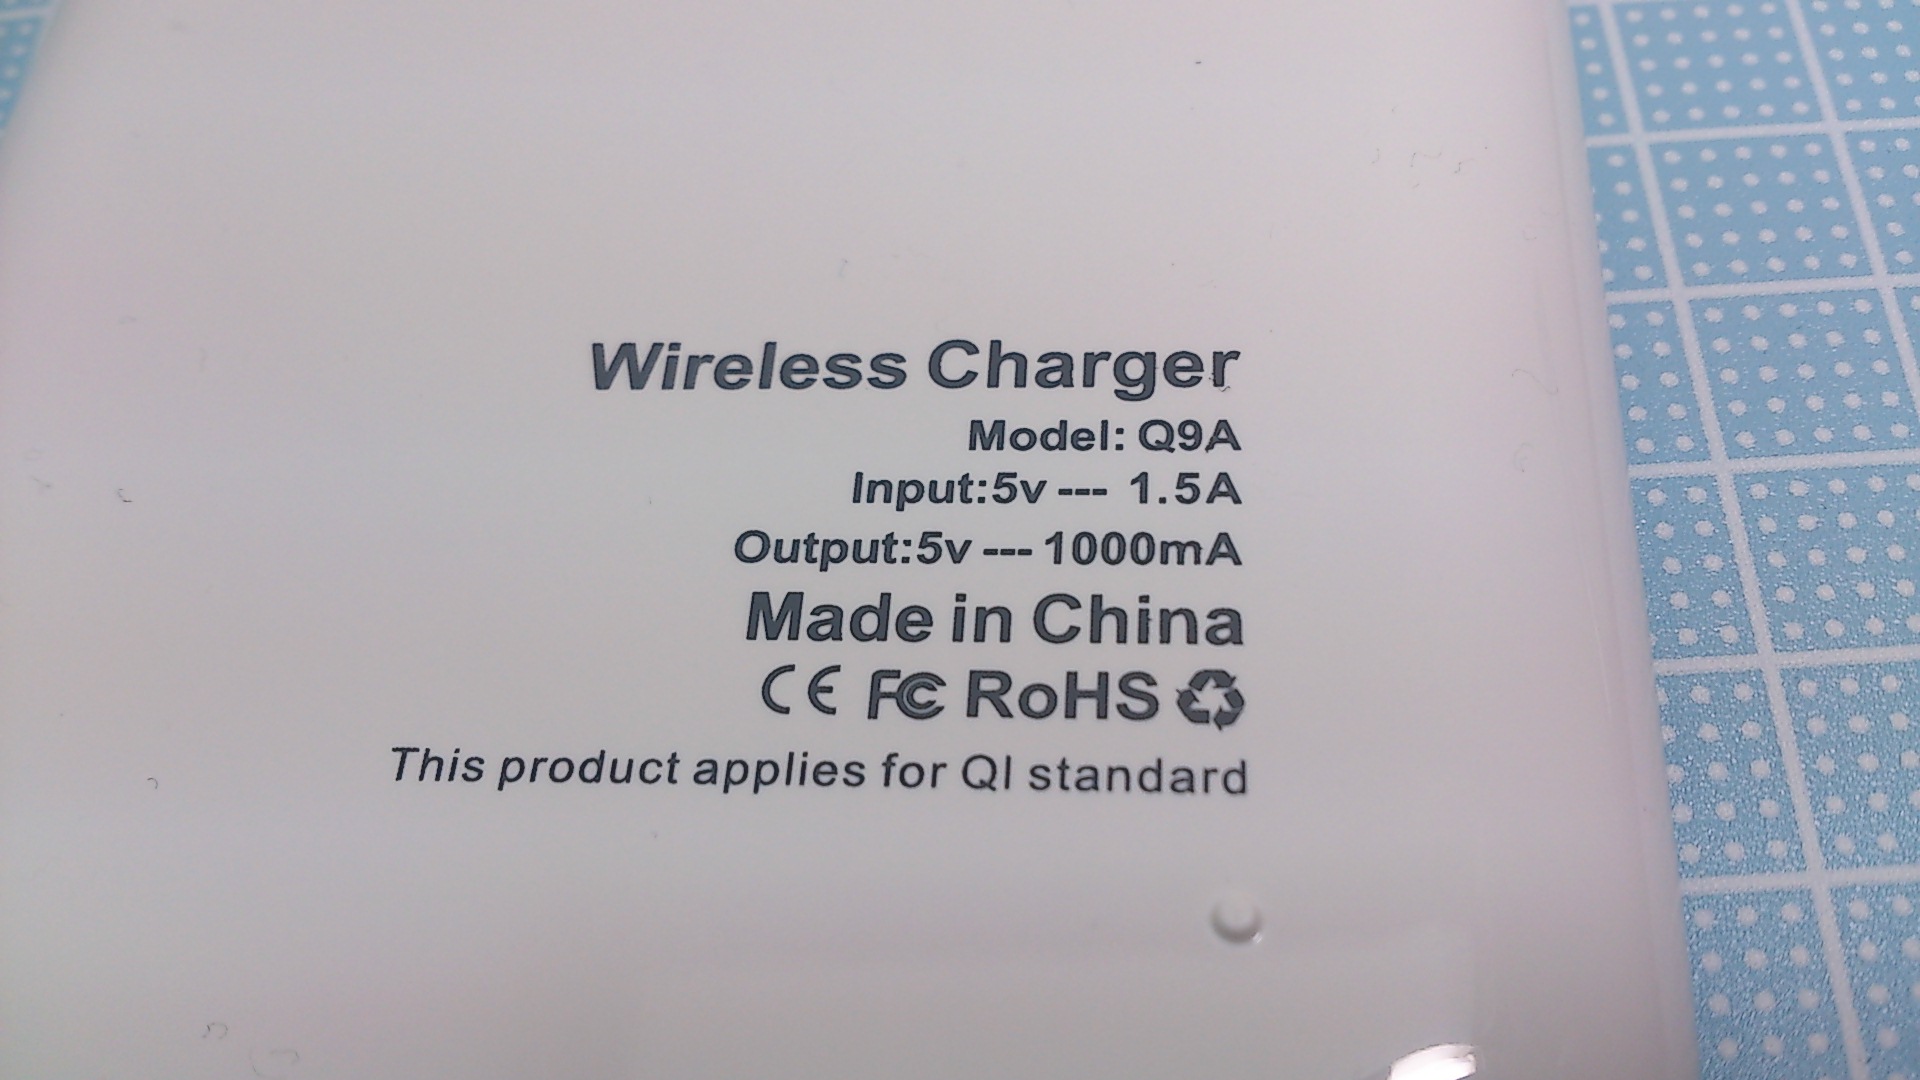 Wireless Charger
Model: Q9A
Input:5v --- 1.5A
Output:5v --- 1000mA
Made in China
CE FC RoHS
This product applies for QI standard